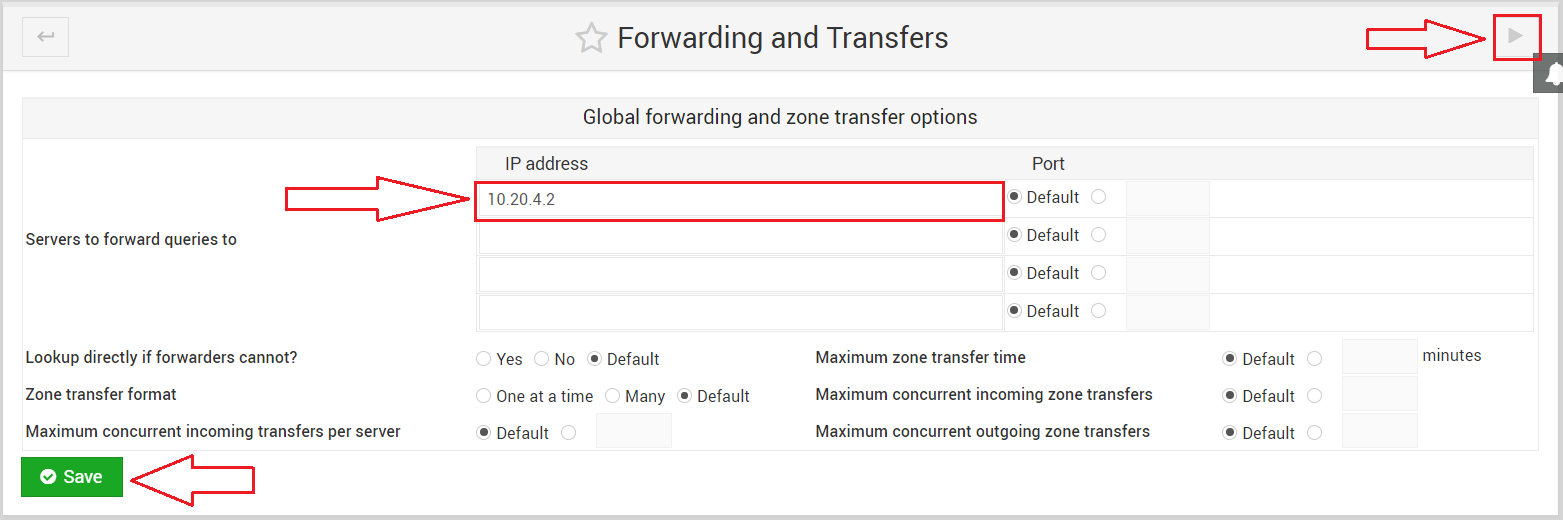 Forwarding and Transfers
Global forwarding and zone transfer options
IP address Port
10.20.4.2 Default
Servers to forward queries to Default
Default
Default
Lookup directly if forwarders cannot? Yes No Default Maximum zone transfer time Default minutes
Zone transfer format One at a time Many Default Maximum concurrent incoming zone transfers Default
Maximum concurrent incoming transfers per server Default Maximum concurrent outgoing zone transfers Default
Save